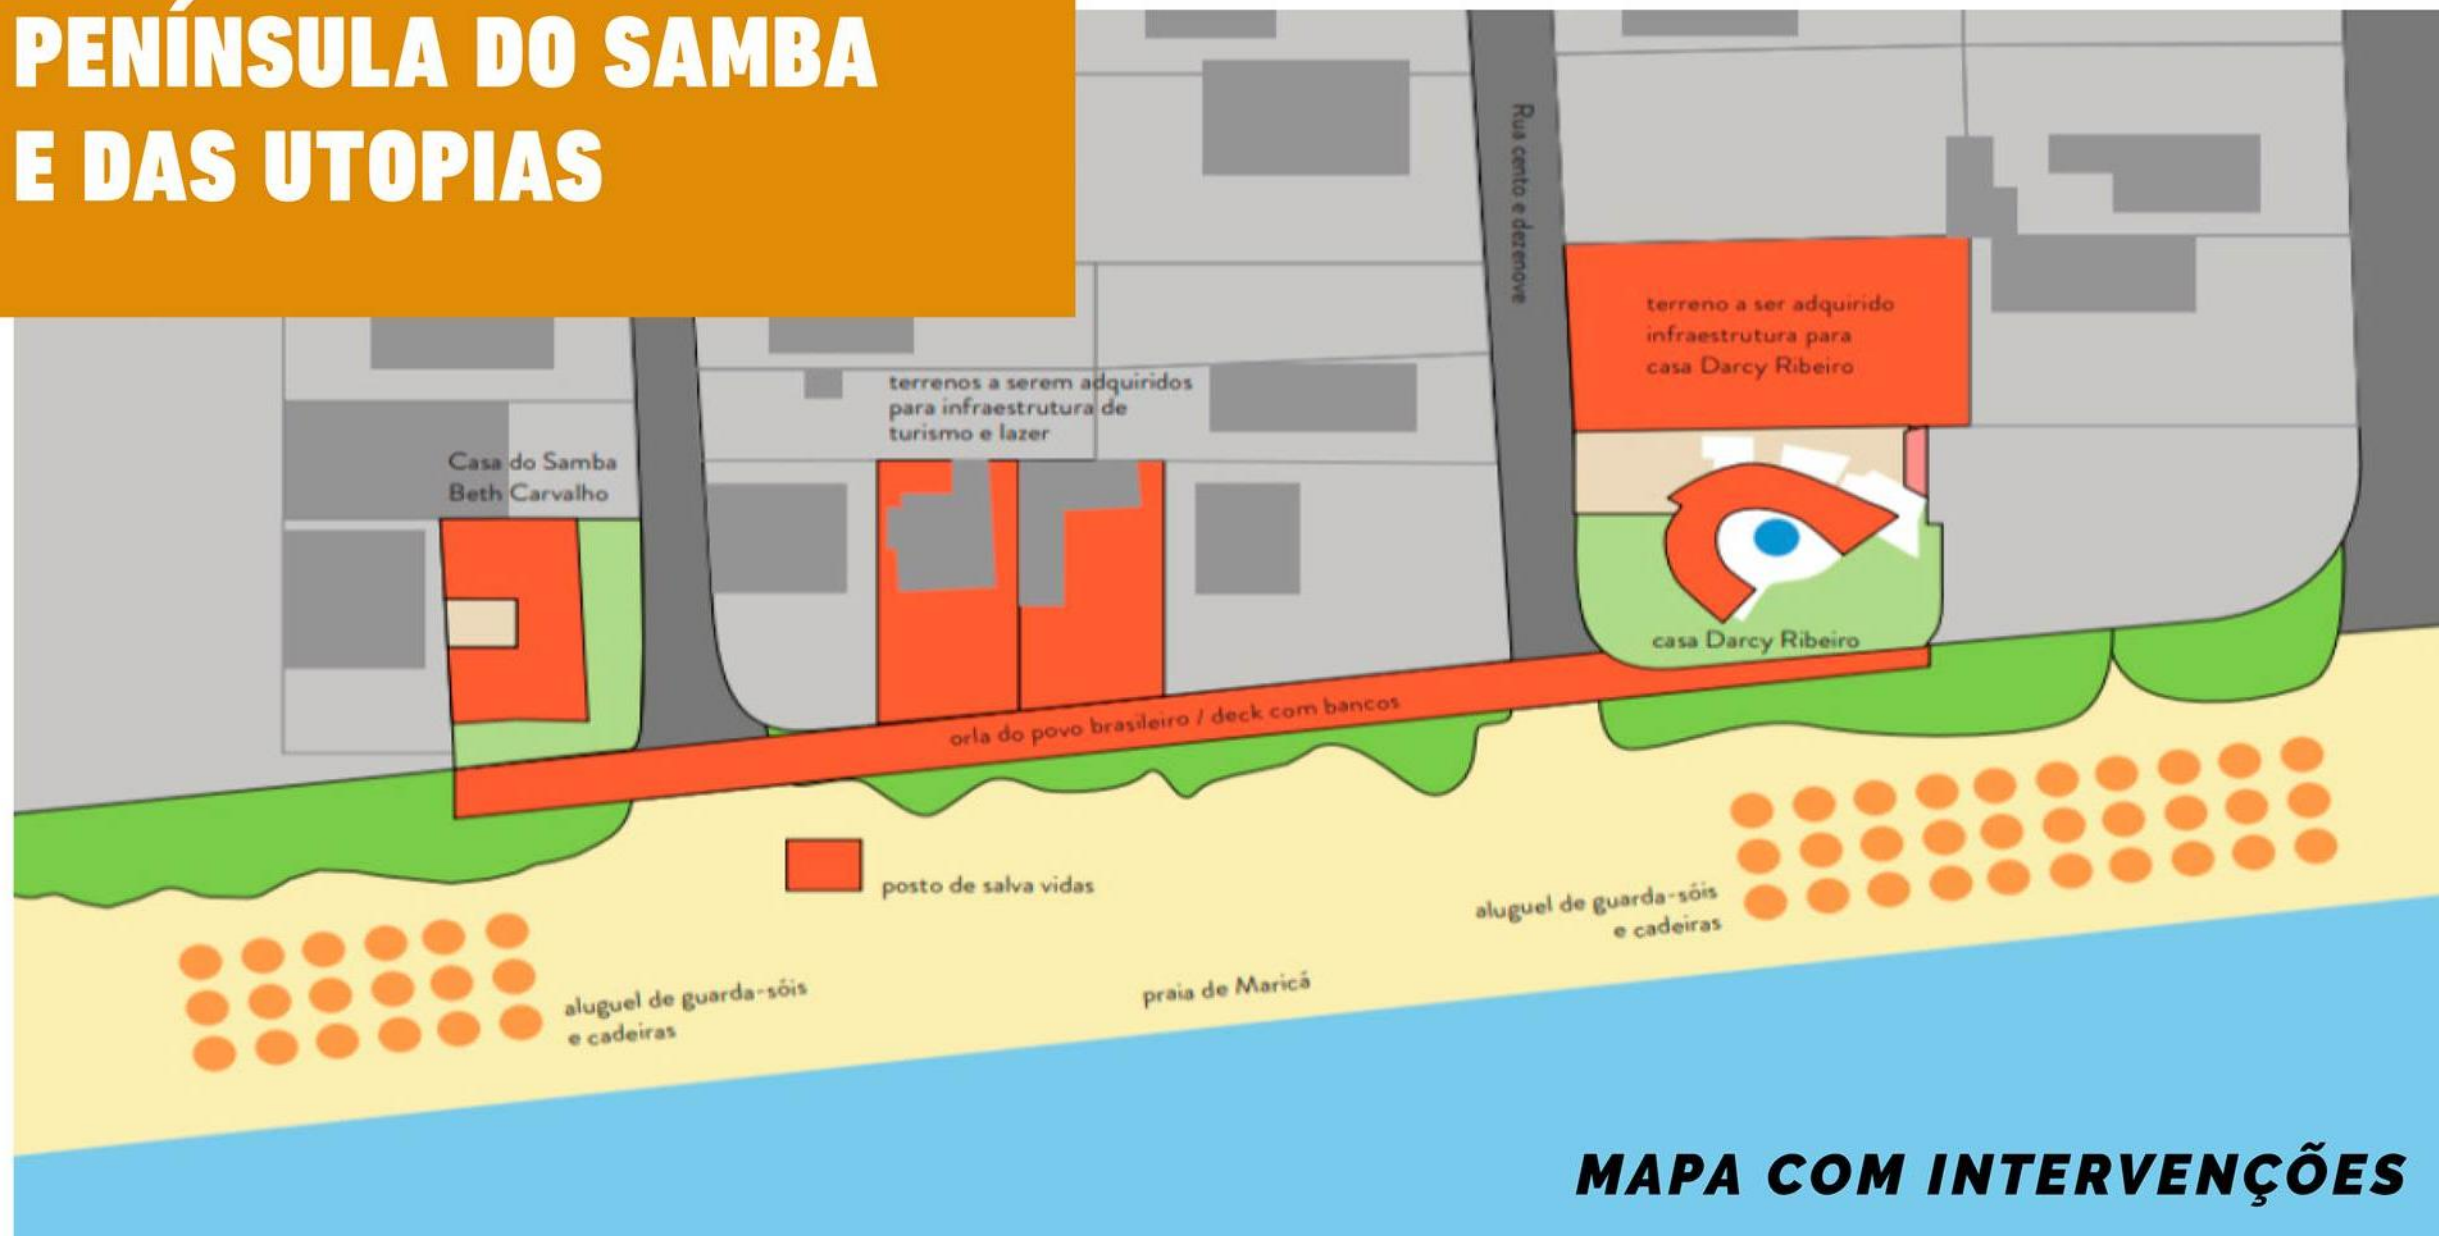 PENÍNSULA DO SAMBA
E DAS UTOPIAS
Rua cento e dezenove
terreno a ser adquirido
infraestrutura para
casa Darcy Ribeiro
terrenos a serem adquiridos
para infraestrutura de
turismo e lazer
Casa do Samba
Beth Carvalho
casa Darcy Ribeiro
orla do povo brasileiro / deck com bancos
posto de salva vidas
aluguel de guarda-sóis
e cadeiras
aluguel de guarda-sóis
e cadeiras
praia de Maricá
MAPA COM INTERVENÇÕES